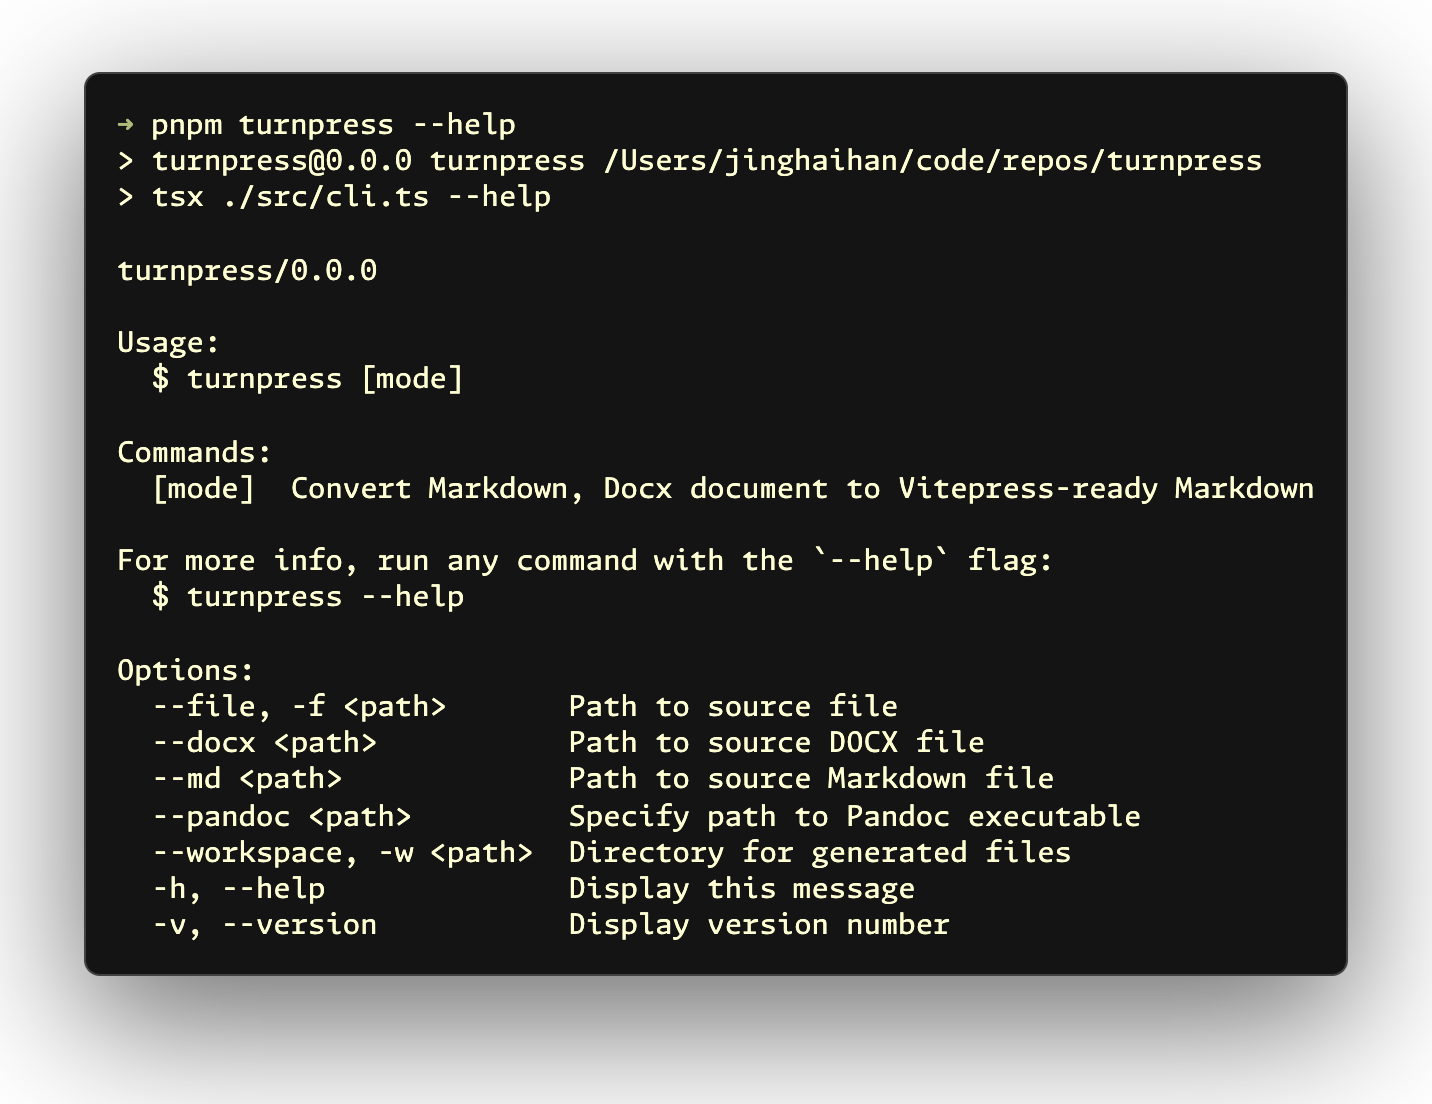 ➜ pnpm turnpress --help
> turnpress@0.0.0 turnpress /Users/jinghaihan/code/repos/turnpress
> tsx ./src/cli.ts --help

turnpress/0.0.0

Usage:
  $ turnpress [mode]

Commands:
  [mode]  Convert Markdown, Docx document to Vitepress-ready Markdown

For more info, run any command with the `--help` flag:
  $ turnpress --help

Options:
  --file, -f <path>       Path to source file
  --docx <path>           Path to source DOCX file
  --md <path>             Path to source Markdown file
  --pandoc <path>         Specify path to Pandoc executable
  --workspace, -w <path>  Directory for generated files
  -h, --help              Display this message
  -v, --version           Display version number